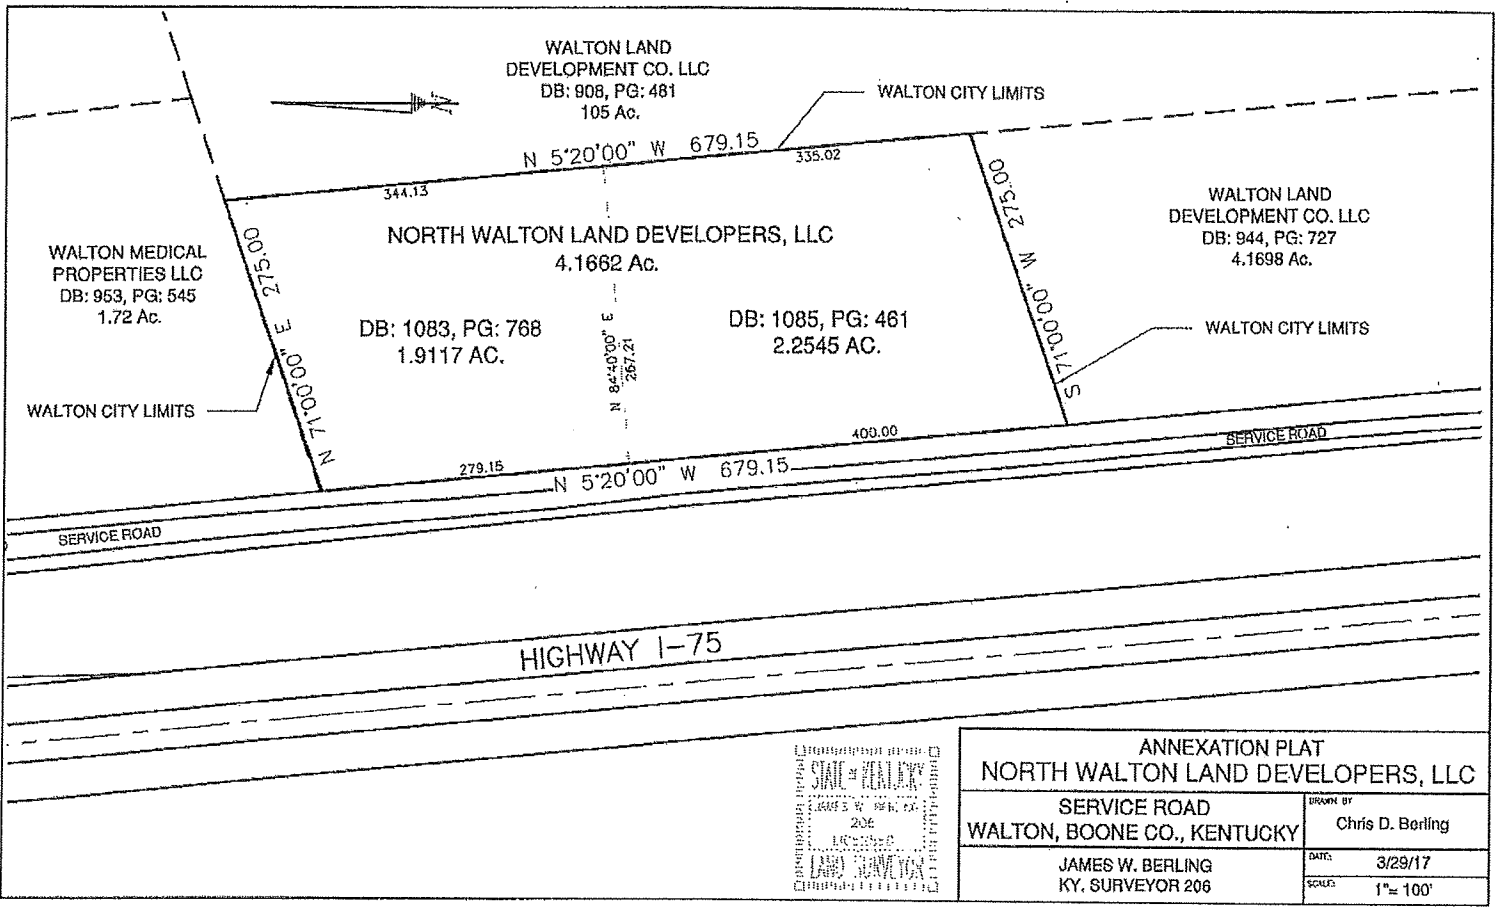 WALTON LAND
DEVELOPMENT CO. LLC
DB: 908, PG: 481
105 Ac.
WALTON CITY LIMITS
N 5°20'00" W 679.15
335.02
344.13
NORTH WALTON LAND DEVELOPERS, LLC
4.1662 Ac.
WALTON MEDICAL
PROPERTIES LLC
DB: 953, PG: 545
1.72 Ac.
N 71°00'00" E 275.00
WALTON CITY LIMITS
DB: 1083, PG: 768
1.9117 AC.
N 84°40'00" E
267.21
DB: 1085, PG: 461
2.2545 AC.
S 71°00'00" W 275.00
WALTON LAND
DEVELOPMENT CO. LLC
DB: 944, PG: 727
4.1698 Ac.
WALTON CITY LIMITS
279.15
400.00
N 5°20'00" W 679.15
SERVICE ROAD
SERVICE ROAD
HIGHWAY I-75
STATE of KENTUCKY
JAMES W.
206
LICENSED
LAND SURVEYOR
ANNEXATION PLAT
NORTH WALTON LAND DEVELOPERS, LLC
SERVICE ROAD
WALTON, BOONE CO., KENTUCKY
DRAWN BY
Chris D. Berling
JAMES W. BERLING
KY. SURVEYOR 206
DATE: 3/29/17
SCALE: 1"= 100'